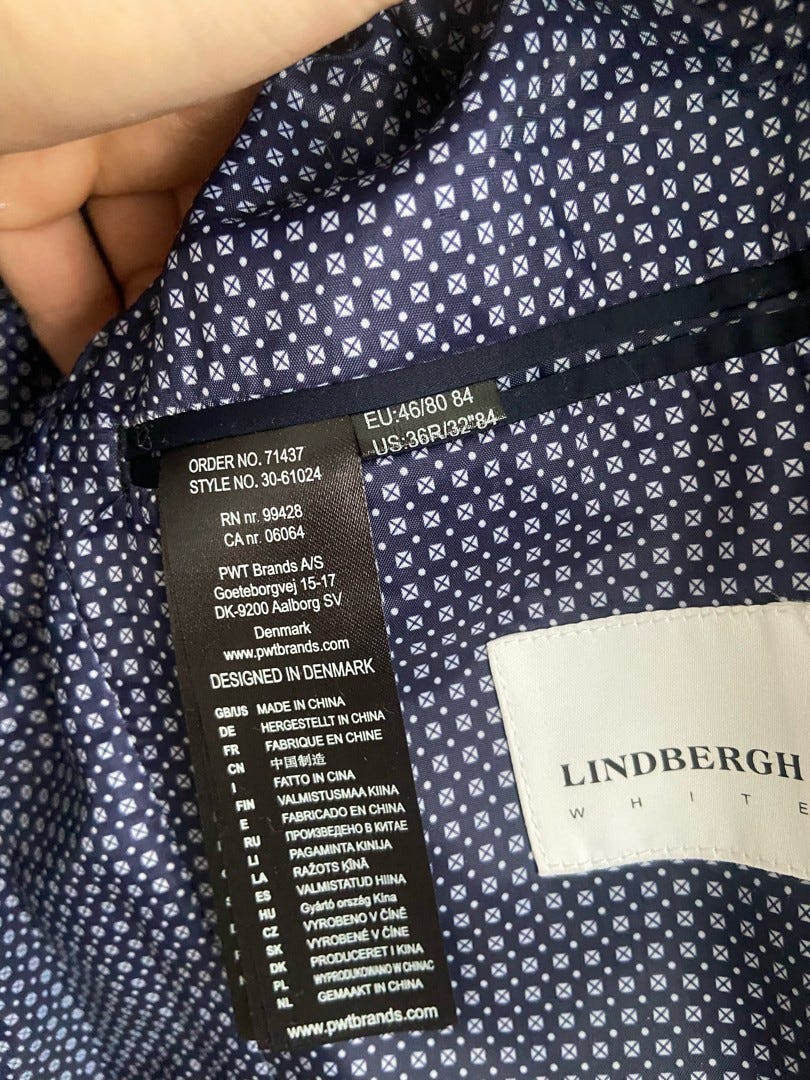 EU:46/80 84
US:36R/32"84
ORDER NO. 71437
STYLE NO. 30-61024
RN nr. 99428
CA nr. 06064
PWT Brands A/S
Goeteborgvej 15-17
DK-9200 Aalborg SV
Denmark
www.pwtbrands.com
DESIGNED IN DENMARK
GB/US MADE IN CHINA
DE HERGESTELLT IN CHINA
FR FABRIQUE EN CHINE
CN 中国制造
I FATTO IN CINA
FIN VALMISTUSMAA KIINA
E FABRICADO EN CHINA
RU ПРОИЗВЕДЕНО В КИТАЕ
LI PAGAMINTA KINIJA
LA RAŽOTS ĶĪNĀ
ES VALMISTATUD HIINA
HU Gyártó ország Kína
CZ VYROBENO V ČÍNĚ
SK VYROBENÉ V ČÍNE
DK PRODUCERET I KINA
PL WYPRODUKOWANO W CHINAC
NL GEMAAKT IN CHINA
www.pwtbrands.com
LINDBERGH
WHITE